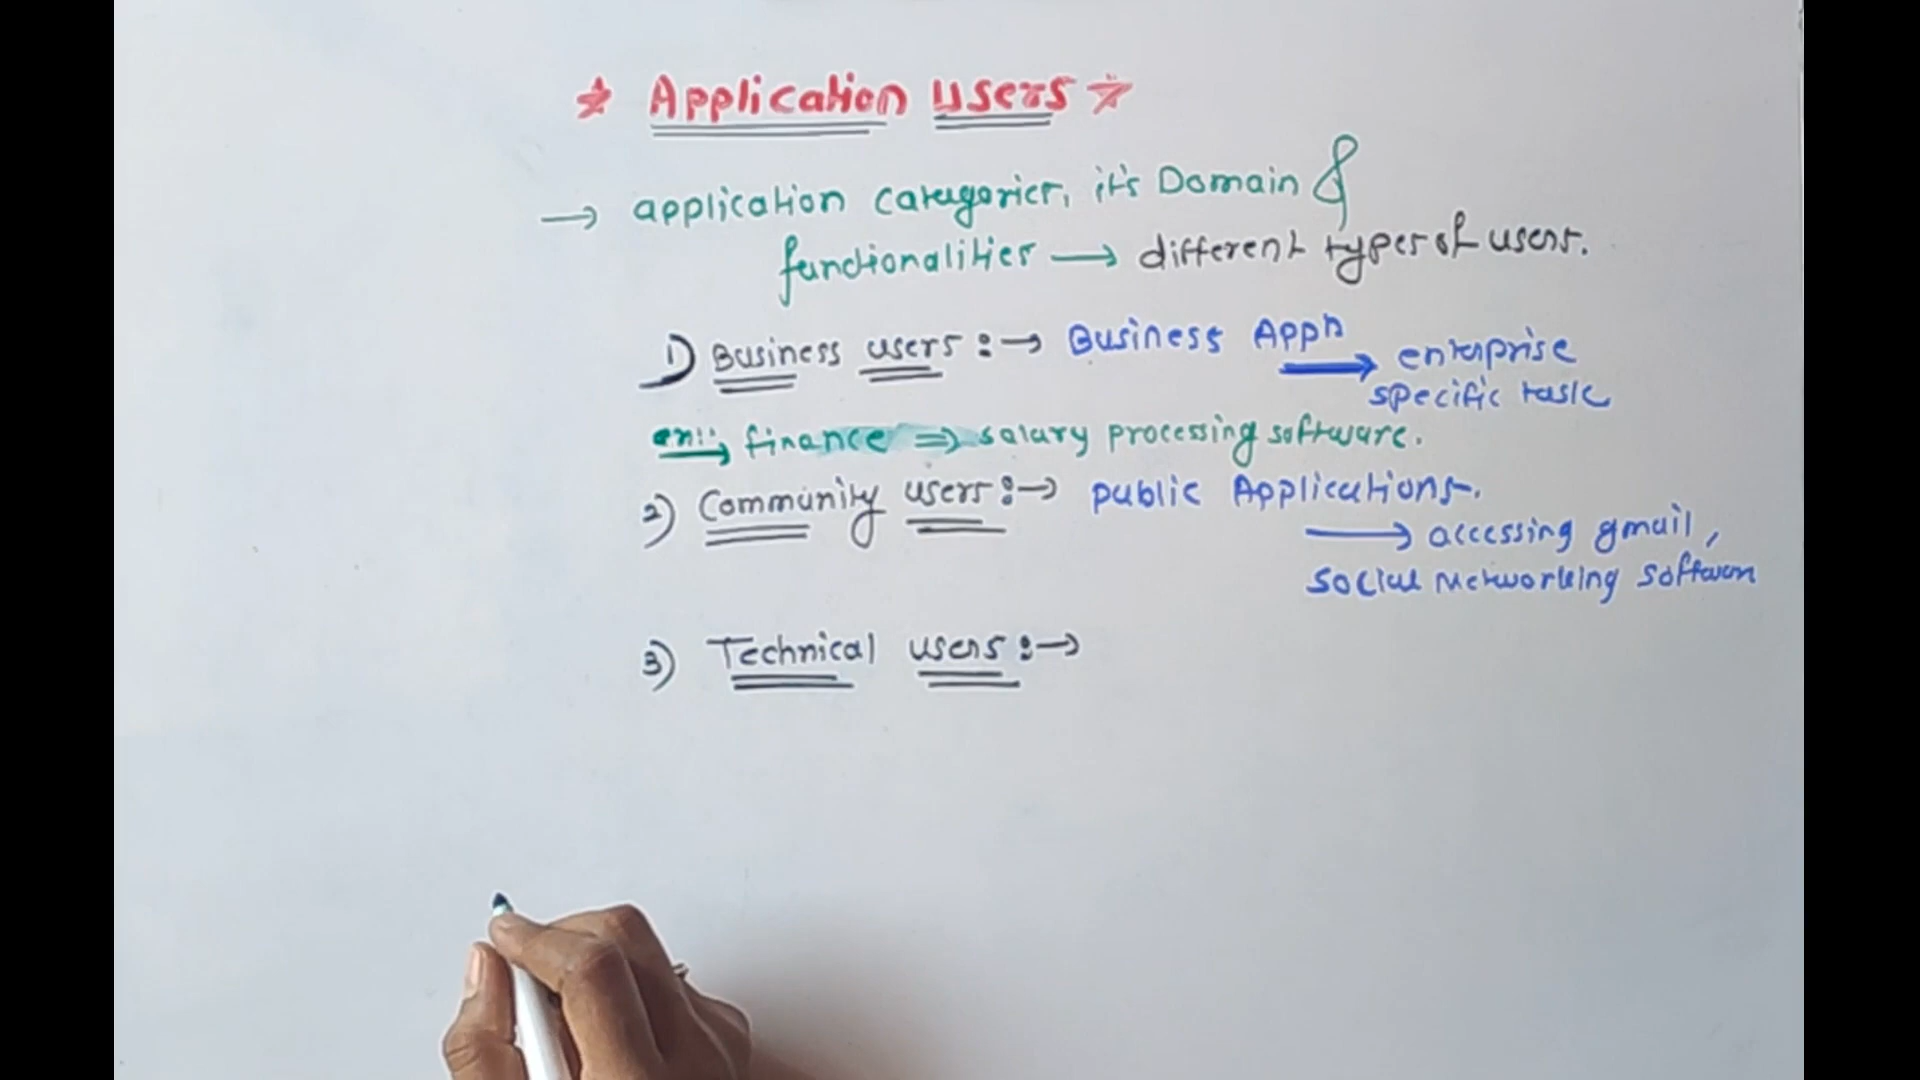 ★ Application users ★
→ application categories, it's Domain &
functionalities → different types of users.
1) Business users :→ Business Appn
→ enterprise
specific task
ex:: finance ⇒ salary processing software.
2) Community users :→ public Applications.
→ accessing gmail,
social networking software
3) Technical users :→